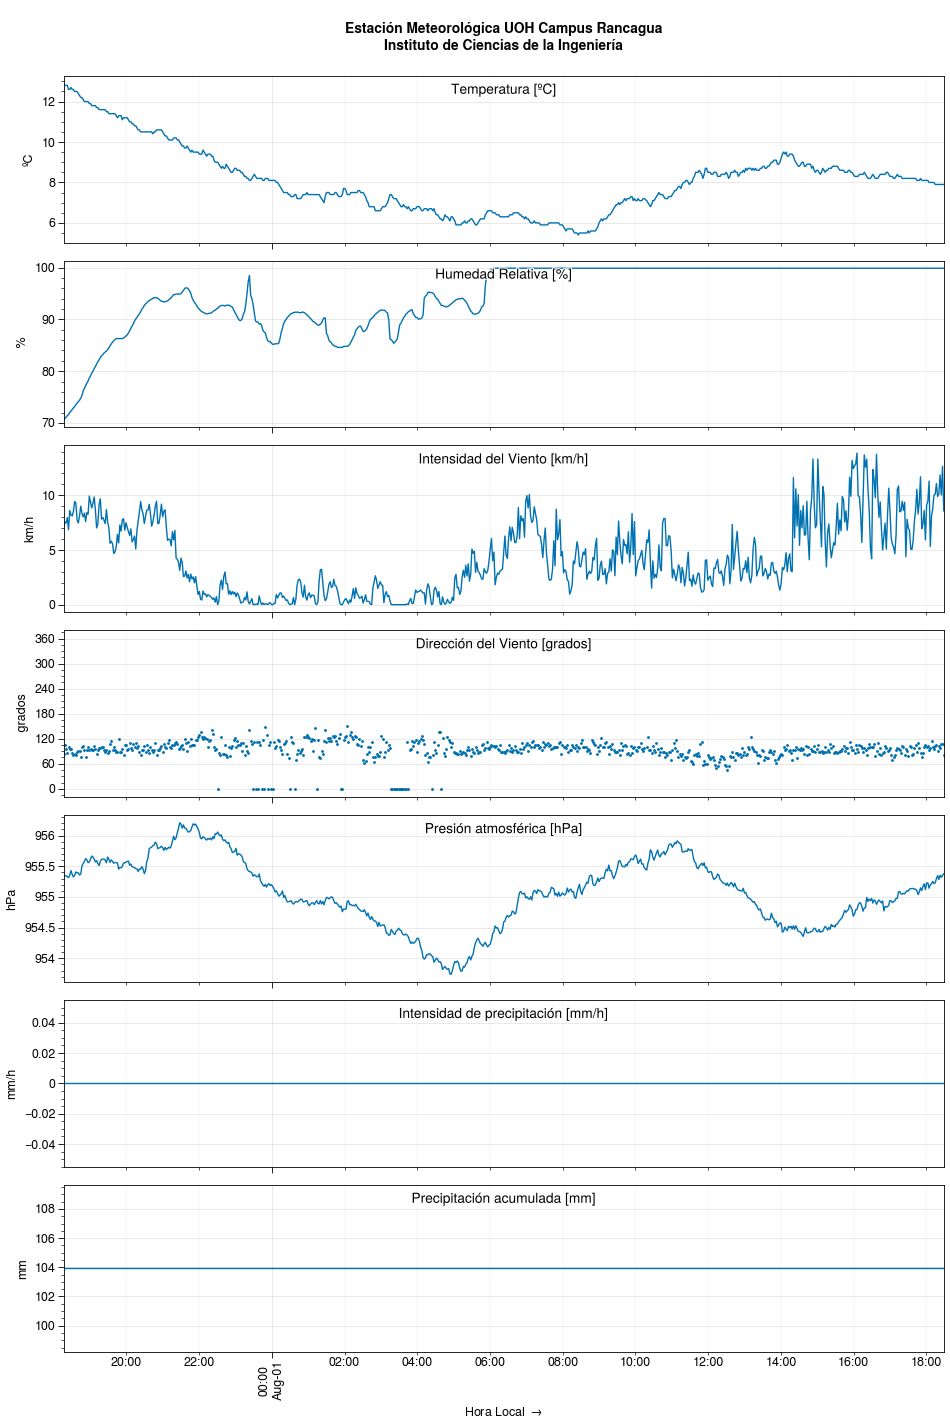 Estación Meteorológica UOH Campus Rancagua
Instituto de Ciencias de la Ingeniería
Temperatura [ºC]
12
10
8
6
ºC
Humedad Relativa [%]
100
90
80
70
%
Intensidad del Viento [km/h]
10
5
0
km/h
Dirección del Viento [grados]
360
300
240
180
120
60
0
grados
Presión atmosférica [hPa]
956
955.5
955
954.5
954
hPa
Intensidad de precipitación [mm/h]
0.04
0.02
0
−0.02
−0.04
mm/h
Precipitación acumulada [mm]
108
106
104
102
100
mm
20:00 22:00 00:00 02:00 04:00 06:00 08:00 10:00 12:00 14:00 16:00 18:00
Aug-01
Hora Local →